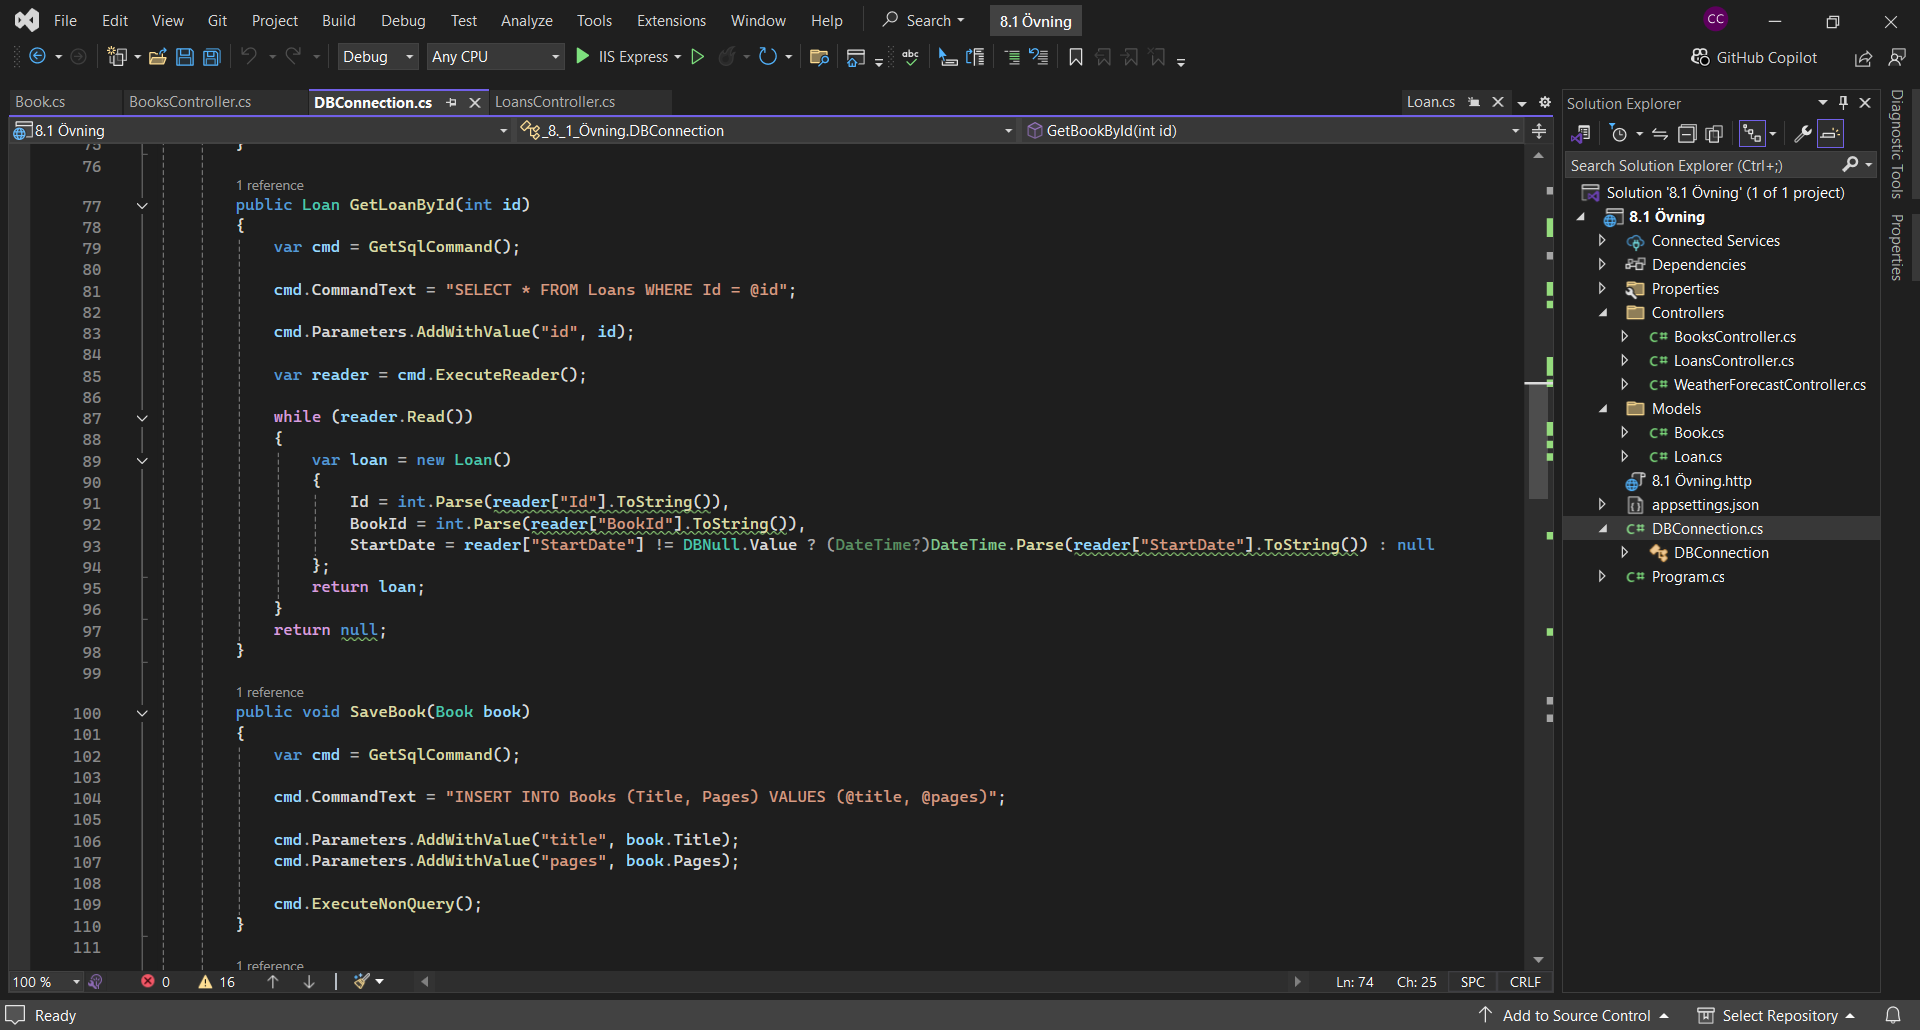 File Edit View Git Project Build Debug Test Analyze Tools Extensions Window Help Search 8.1 Övning CC
Debug Any CPU IIS Express abc GitHub Copilot
Book.cs BooksController.cs DBConnection.cs LoansController.cs Loan.cs
8.1 Övning _8._1_Övning.DBConnection GetBookById(int id)
75 }
76
1 reference
77 public Loan GetLoanById(int id)
78 {
79 var cmd = GetSqlCommand();
80
81 cmd.CommandText = "SELECT * FROM Loans WHERE Id = @id";
82
83 cmd.Parameters.AddWithValue("id", id);
84
85 var reader = cmd.ExecuteReader();
86
87 while (reader.Read())
88 {
89 var loan = new Loan()
90 {
91 Id = int.Parse(reader["Id"].ToString()),
92 BookId = int.Parse(reader["BookId"].ToString()),
93 StartDate = reader["StartDate"] != DBNull.Value ? (DateTime?)DateTime.Parse(reader["StartDate"].ToString()) : null
94 };
95 return loan;
96 }
97 return null;
98 }
99
1 reference
100 public void SaveBook(Book book)
101 {
102 var cmd = GetSqlCommand();
103
104 cmd.CommandText = "INSERT INTO Books (Title, Pages) VALUES (@title, @pages)";
105
106 cmd.Parameters.AddWithValue("title", book.Title);
107 cmd.Parameters.AddWithValue("pages", book.Pages);
108
109 cmd.ExecuteNonQuery();
110 }
111
1 reference
100 % 0 16 Ln: 74 Ch: 25 SPC CRLF
Solution Explorer
Search Solution Explorer (Ctrl+;)
Solution '8.1 Övning' (1 of 1 project)
8.1 Övning
Connected Services
Dependencies
Properties
Controllers
C# BooksController.cs
C# LoansController.cs
C# WeatherForecastController.cs
Models
C# Book.cs
C# Loan.cs
8.1 Övning.http
appsettings.json
C# DBConnection.cs
DBConnection
C# Program.cs
Diagnostic Tools
Properties
Ready Add to Source Control Select Repository